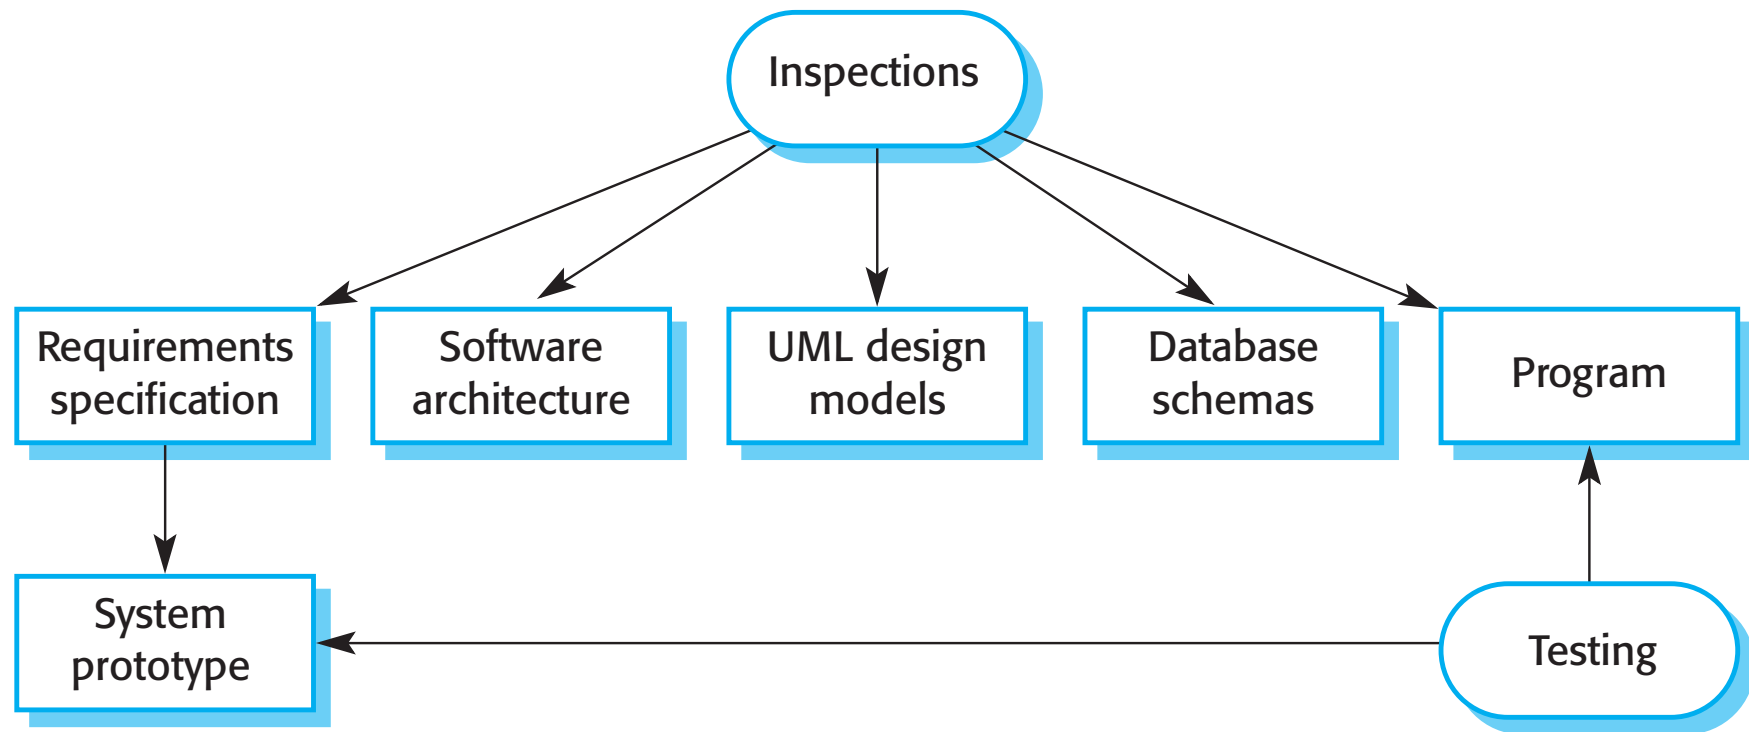 Inspections
Requirements
specification
Software
architecture
UML design
models
Database
schemas
Program
System
prototype
Testing